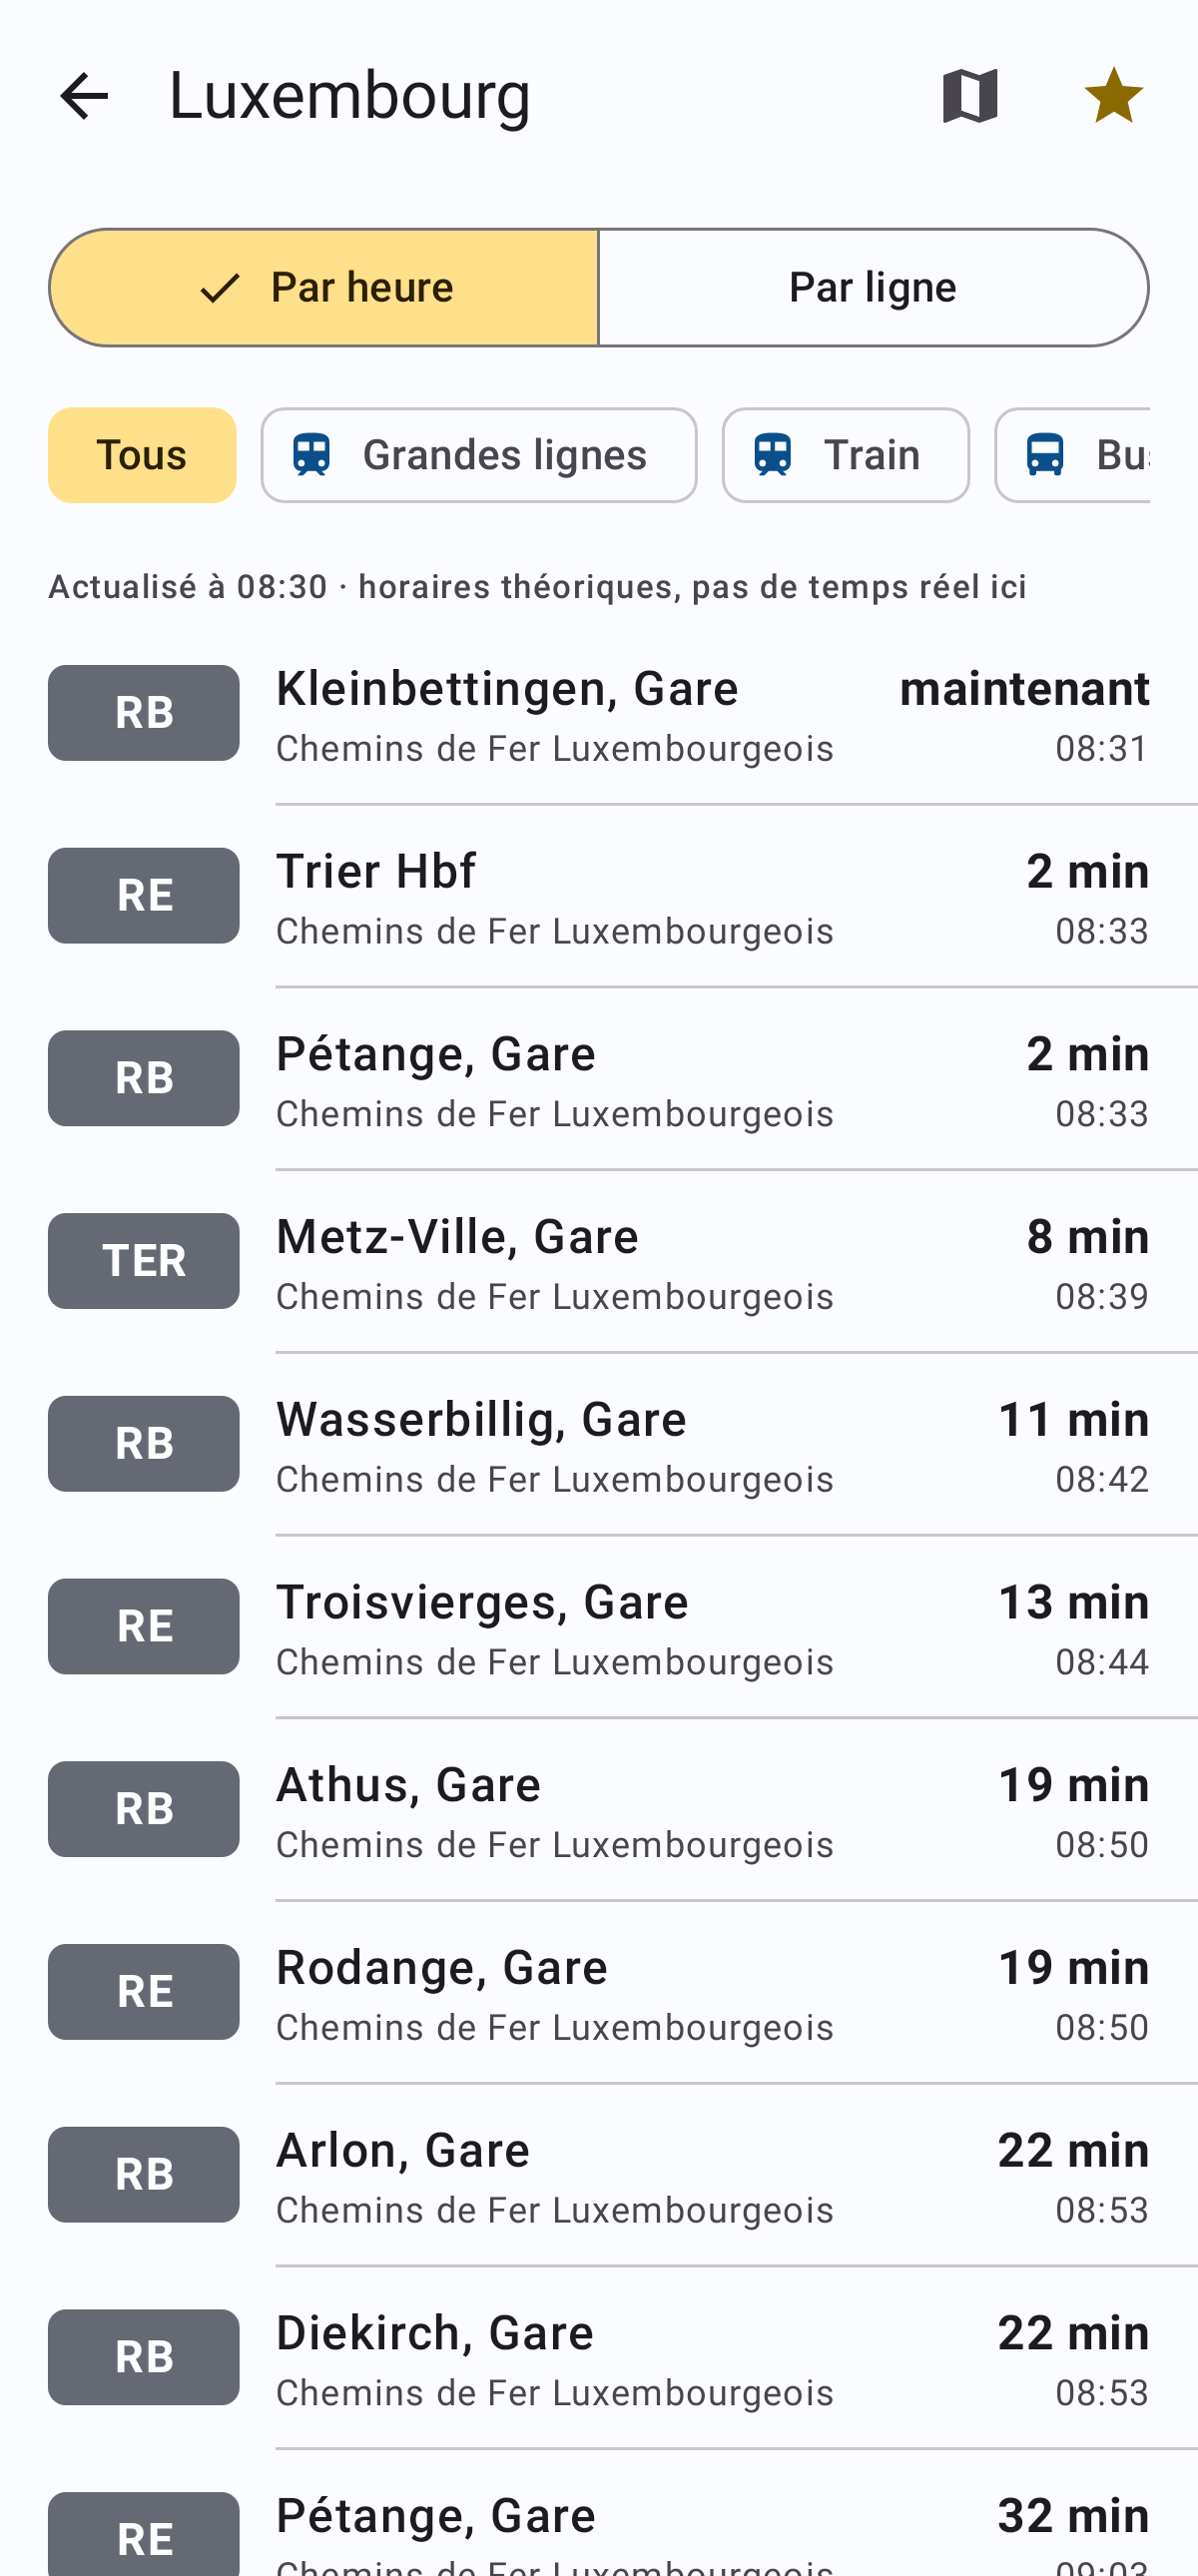 Luxembourg
Par heure
Par ligne
Tous
Grandes lignes
Train
Actualisé à 08:30 · horaires théoriques, pas de temps réel ici
RB
Kleinbettingen, Gare
maintenant
Chemins de Fer Luxembourgeois
08:31
RE
Trier Hbf
2 min
Chemins de Fer Luxembourgeois
08:33
RB
Pétange, Gare
2 min
Chemins de Fer Luxembourgeois
08:33
TER
Metz-Ville, Gare
8 min
Chemins de Fer Luxembourgeois
08:39
RB
Wasserbillig, Gare
11 min
Chemins de Fer Luxembourgeois
08:42
RE
Troisvierges, Gare
13 min
Chemins de Fer Luxembourgeois
08:44
RB
Athus, Gare
19 min
Chemins de Fer Luxembourgeois
08:50
RE
Rodange, Gare
19 min
Chemins de Fer Luxembourgeois
08:50
RB
Arlon, Gare
22 min
Chemins de Fer Luxembourgeois
08:53
RB
Diekirch, Gare
22 min
Chemins de Fer Luxembourgeois
08:53
RE
Pétange, Gare
32 min
Chemins de Fer Luxembourgeois
09:03